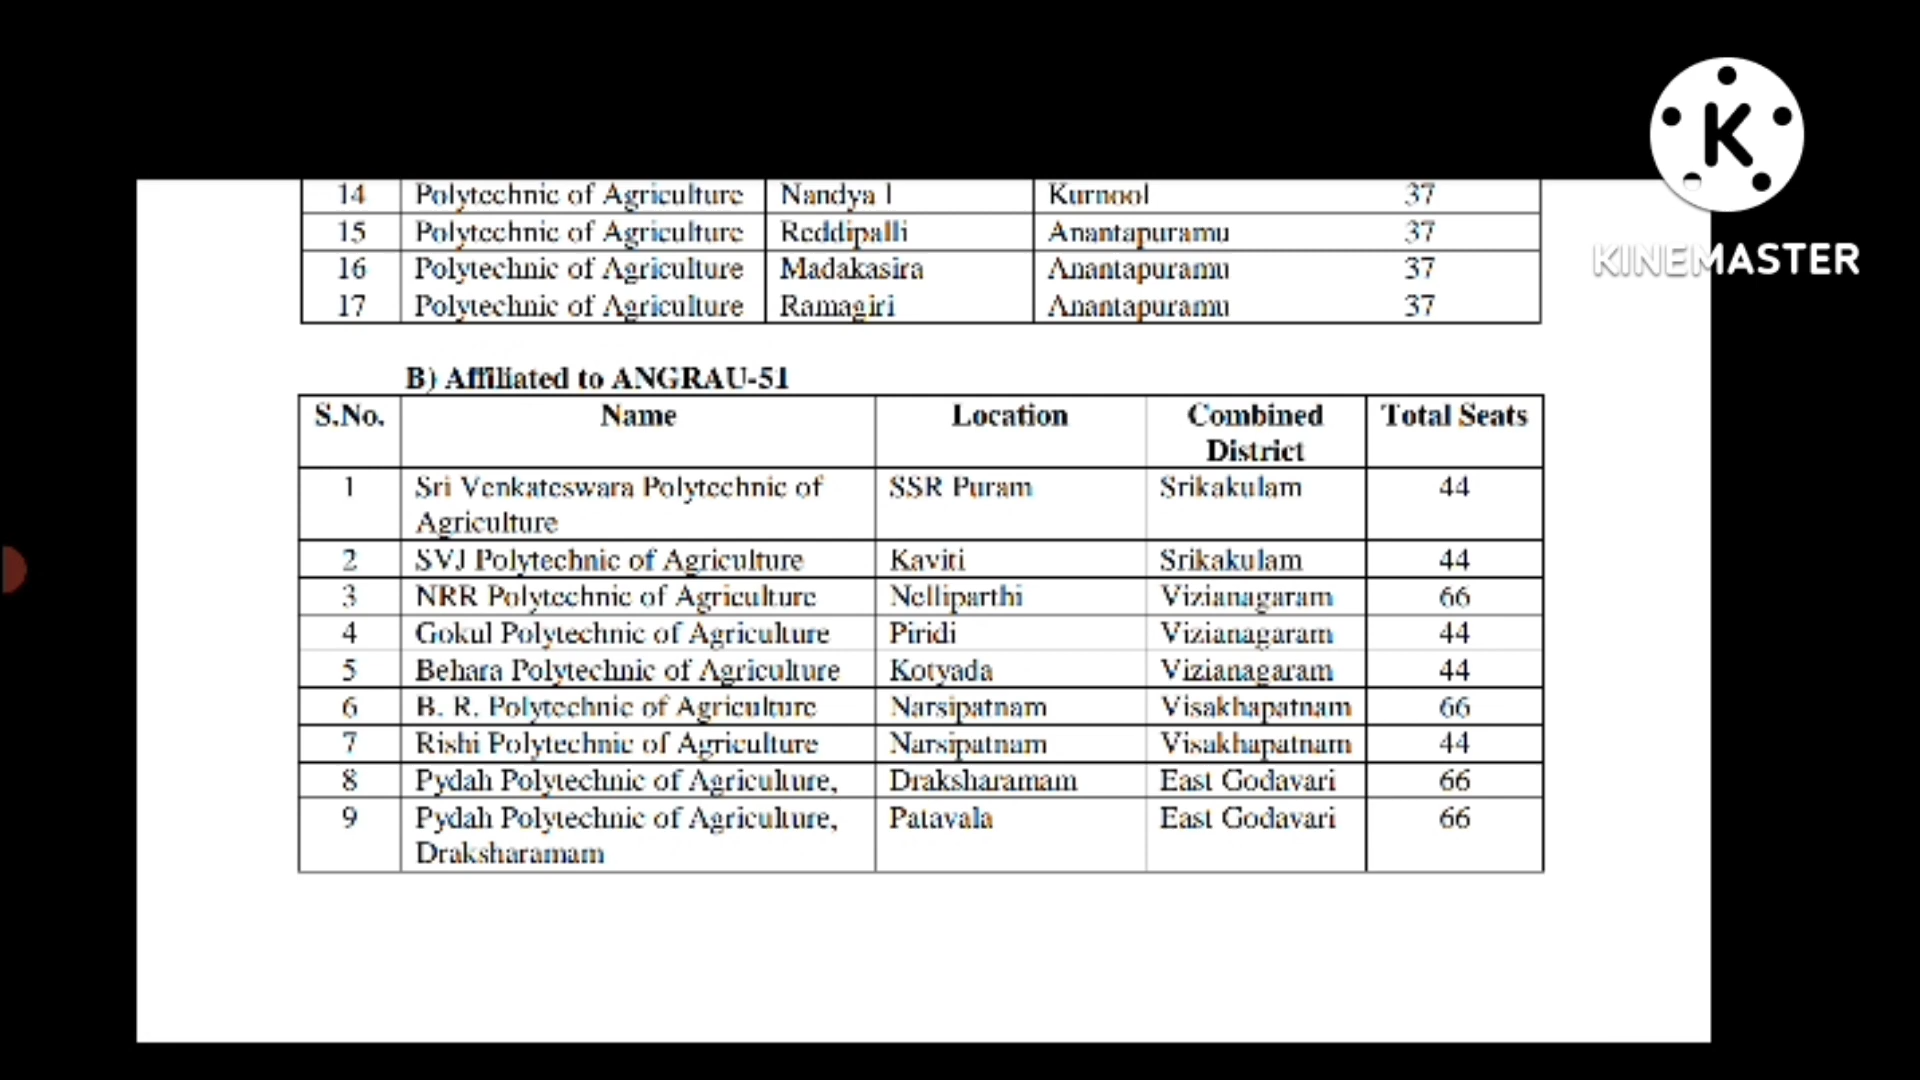 K
KINEMASTER
14 Polytechnic of Agriculture Nandya l Kurnool 37
15 Polytechnic of Agriculture Reddipalli Anantapuramu 37
16 Polytechnic of Agriculture Madakasira Anantapuramu 37
17 Polytechnic of Agriculture Ramagiri Anantapuramu 37
B) Affiliated to ANGRAU-51
S.No. Name Location Combined Total Seats
District
1 Sri Venkateswara Polytechnic of SSR Puram Srikakulam 44
Agriculture
2 SVJ Polytechnic of Agriculture Kaviti Srikakulam 44
3 NRR Polytechnic of Agriculture Nelliparthi Vizianagaram 66
4 Gokul Polytechnic of Agriculture Piridi Vizianagaram 44
5 Behara Polytechnic of Agriculture Kotyada Vizianagaram 44
6 B. R. Polytechnic of Agriculture Narsipatnam Visakhapatnam 66
7 Rishi Polytechnic of Agriculture Narsipatnam Visakhapatnam 44
8 Pydah Polytechnic of Agriculture, Draksharamam East Godavari 66
9 Pydah Polytechnic of Agriculture, Patavala East Godavari 66
Draksharamam